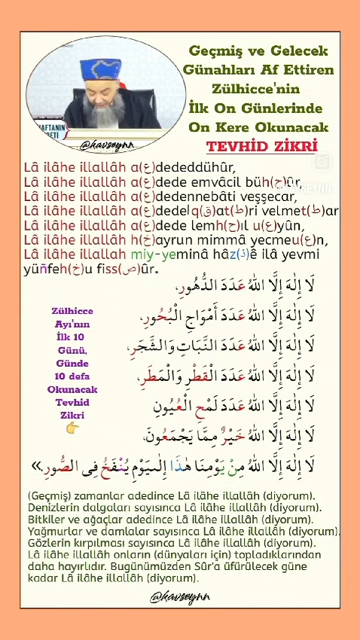 Geçmiş ve Gelecek
Günahları Af Ettiren
Zülhicce'nin
İlk On Günlerinde
On Kere Okunacak
TEVHİD ZİKRİ
HAFTANIN
@kavseynn
Lâ ilâhe illallâh a(ع)dededdühûr,
Lâ ilâhe illallâh a(ع)dede emvâcil büh(ح)ûr,
Lâ ilâhe illallâh a(ع)dedennebâti veşşecar,
Lâ ilâhe illallâh a(ع)dedelq(ق)at(ط)ri velmet(ط)ar
Lâ ilâhe illallâh a(ع)dede lemh(ح)ıl u(ع)yûn,
Lâ ilâhe illallah h(خ)ayrun mimmâ yecmeu(ع)n,
Lâ ilâhe illallah miy-yeminâ hâz(ذ)ê ilâ yevmi
yüñfeh(خ)u fîss(ص)ûr.
لَا إِلٰهَ إِلَّا اللهُ عَدَدَ الدُّهُورِ،
لَا إِلٰهَ إِلَّا اللهُ عَدَدَ أَمْوَاجِ الْبُحُورِ،
لَا إِلٰهَ إِلَّا اللهُ عَدَدَ النَّبَاتِ وَالشَّجَرِ،
لَا إِلٰهَ إِلَّا اللهُ عَدَدَ الْقَطْرِ وَالْمَطَرِ،
لَا إِلٰهَ إِلَّا اللهُ عَدَدَ لَمْحِ الْعُيُونِ
لَا إِلٰهَ إِلَّا اللهُ خَيْرٌ مِمَّا يَجْمَعُونَ،
لَا إِلٰهَ إِلَّا اللهُ مِنْ يَوْمِنَا هٰذَا إِلٰى يَوْمِ يُنْفَخُ فِى الصُّورِ.»
Zülhicce
Ayı'nın
İlk 10
Günü,
Günde
10 defa
Okunacak
Tevhid
Zikri
👉
(Geçmiş) zamanlar adedince Lâ ilâhe illallâh (diyorum).
Denizlerin dalgaları sayısınca Lâ ilâhe illallâh (diyorum).
Bitkiler ve ağaçlar adedince Lâ ilâhe illallâh (diyorum).
Yağmurlar ve damlalar sayısınca Lâ ilâhe illallâh (diyorum).
Gözlerin kırpılması sayısınca Lâ ilâhe illallâh (diyorum).
Lâ ilâhe illallâh onların (dünyaları için) topladıklarından
daha hayırlıdır. Bugünümüzden Sûr'a üfürülecek güne
kadar Lâ ilâhe illallâh (diyorum).
@kavseynn